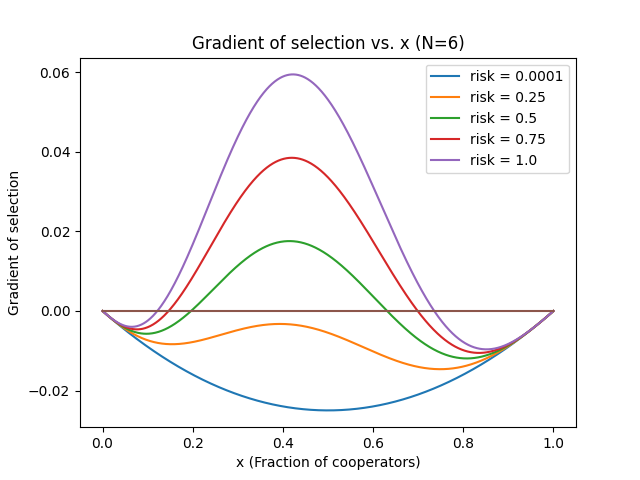 Gradient of selection vs. x (N=6)
risk = 0.0001
risk = 0.25
risk = 0.5
risk = 0.75
risk = 1.0
Gradient of selection
0.06
0.04
0.02
0.00
−0.02
0.0 0.2 0.4 0.6 0.8 1.0
x (Fraction of cooperators)